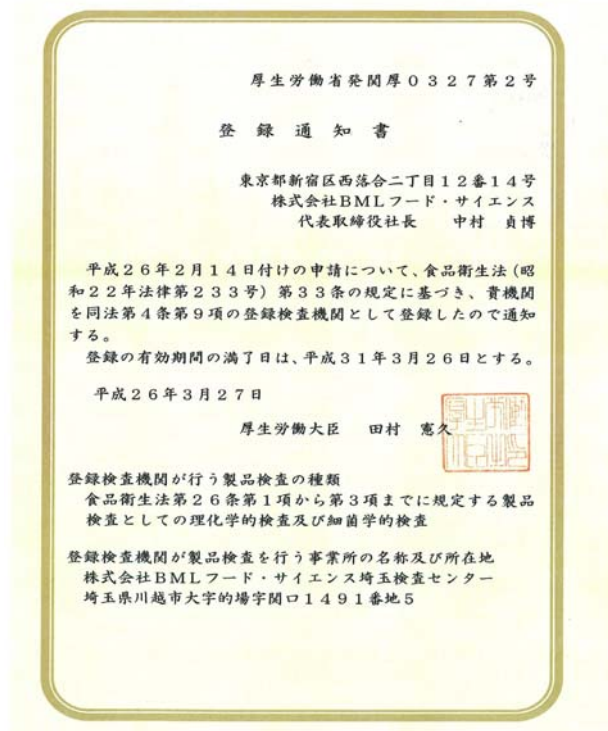 厚生労働省発関厚0327第2号
登録通知書
東京都新宿区西落合二丁目12番14号
株式会社BMLフード・サイエンス
代表取締役社長　中村　貞博
平成26年2月14日付けの申請について、食品衛生法(昭
和22年法律第233号)第33条の規定に基づき、貴機関
を同法第4条第9項の登録検査機関として登録したので通知
する。
登録の有効期間の満了日は、平成31年3月26日とする。
平成26年3月27日
厚生労働大臣　田村　憲久
登録検査機関が行う製品検査の種類
食品衛生法第26条第1項から第3項までに規定する製品
検査としての理化学的検査及び細菌学的検査
登録検査機関が製品検査を行う事業所の名称及び所在地
株式会社BMLフード・サイエンス埼玉検査センター
埼玉県川越市大字的場字関口1491番地5